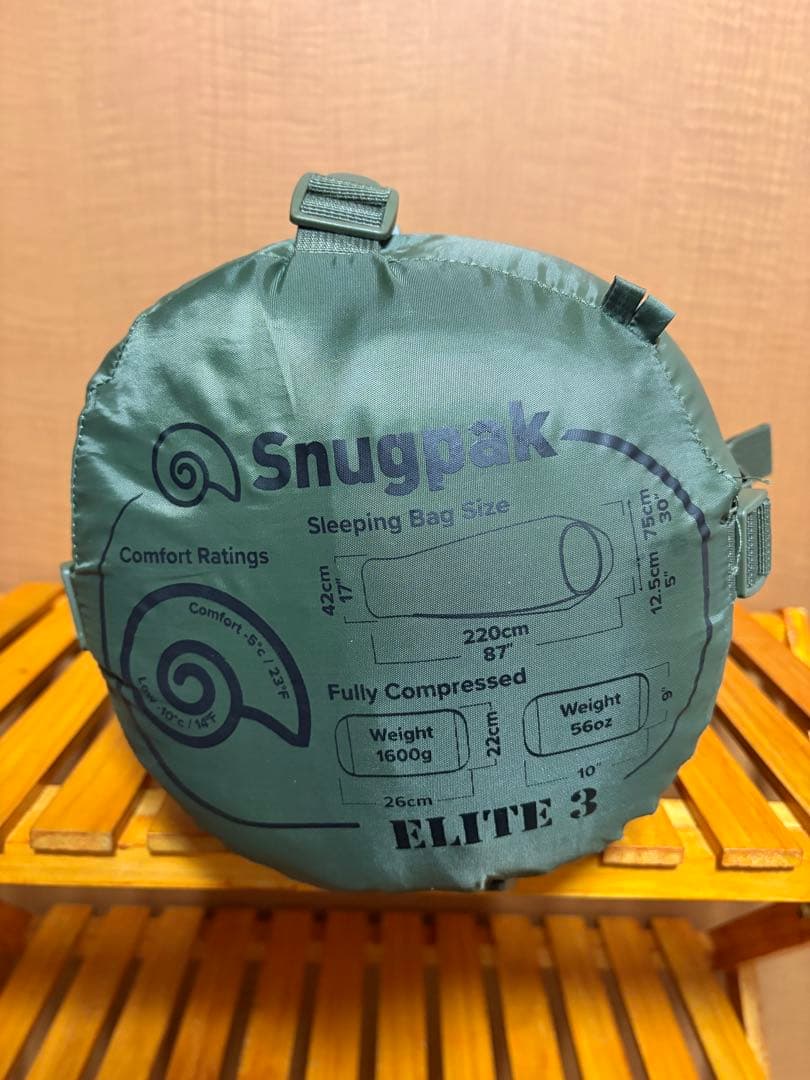 Snugpak
Sleeping Bag Size
Comfort Ratings
Comfort -5°c / 23°F
Low -10°c / 14°F
42cm
17"
75cm
30"
12.5cm
5"
220cm
87"
Fully Compressed
Weight
1600g
22cm
26cm
Weight
56oz
9"
10"
ELITE 3